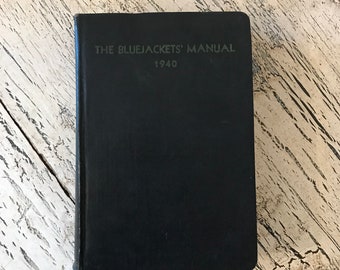 THE BLUEJACKETS' MANUAL
1940